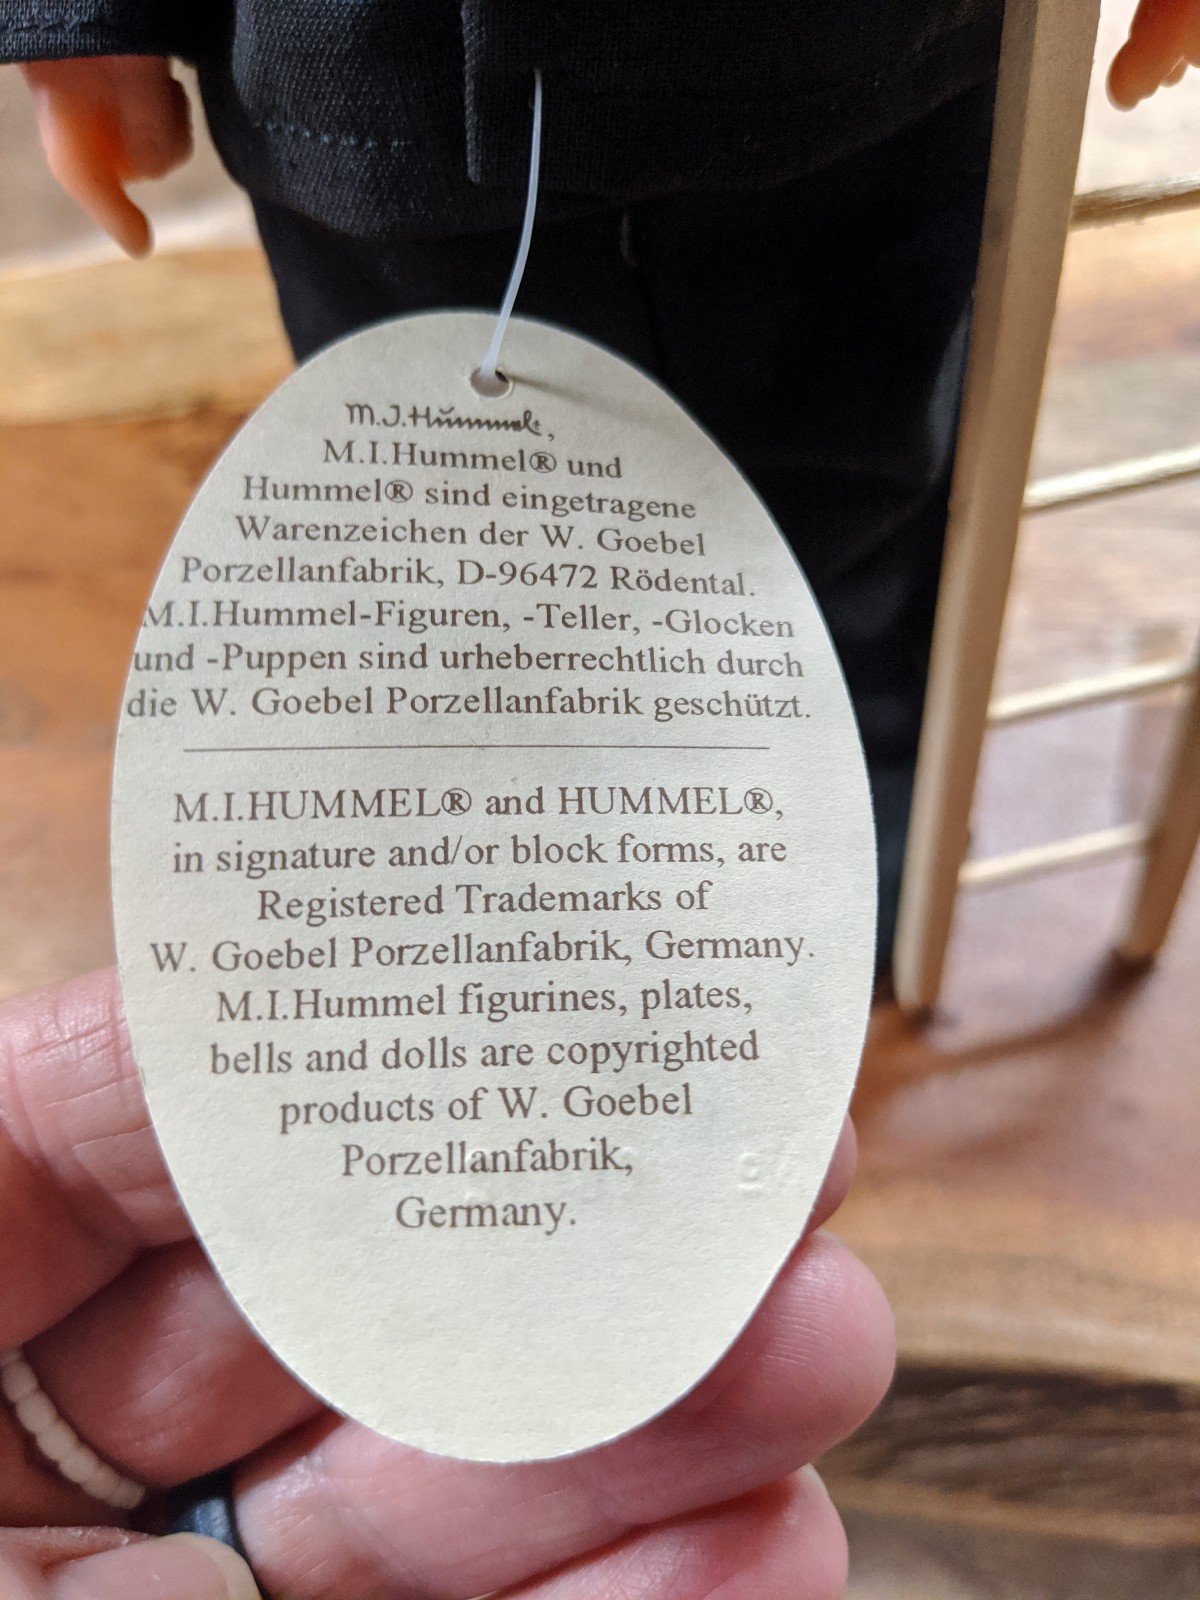 M.J.Hummel,
M.I.Hummel® und
Hummel® sind eingetragene
Warenzeichen der W. Goebel
Porzellanfabrik, D-96472 Rödental.
M.I.Hummel-Figuren, -Teller, -Glocken
und -Puppen sind urheberrechtlich durch
die W. Goebel Porzellanfabrik geschützt.
M.I.HUMMEL® and HUMMEL®,
in signature and/or block forms, are
Registered Trademarks of
W. Goebel Porzellanfabrik, Germany.
M.I.Hummel figurines, plates,
bells and dolls are copyrighted
products of W. Goebel
Porzellanfabrik,
Germany.